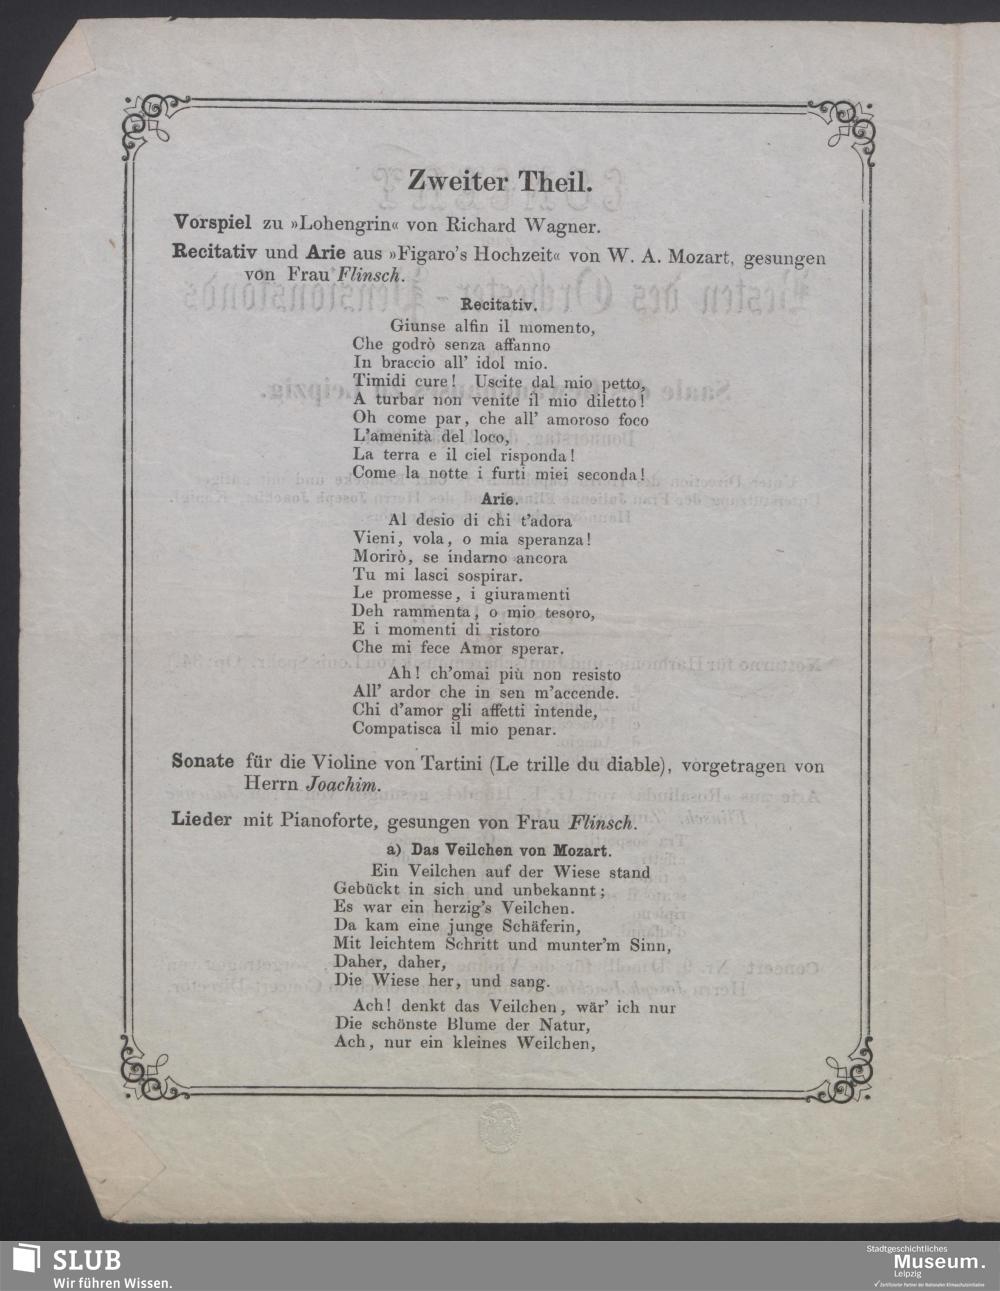 Zweiter Theil.
Vorspiel zu »Lohengrin« von Richard Wagner.
Recitativ und Arie aus »Figaro's Hochzeit« von W. A. Mozart, gesungen
von Frau Flinsch.
Recitativ.
Giunse alfin il momento,
Che godrò senza affanno
In braccio all' idol mio.
Timidi cure! Uscite dal mio petto,
A turbar non venite il mio diletto!
Oh come par, che all' amoroso foco
L'amenità del loco,
La terra e il ciel risponda!
Come la notte i furti miei seconda!
Arie.
Al desio di chi t'adora
Vieni, vola, o mia speranza!
Morirò, se indarno ancora
Tu mi lasci sospirar.
Le promesse, i giuramenti
Deh rammenta, o mio tesoro,
E i momenti di ristoro
Che mi fece Amor sperar.
Ah! ch'omai più non resisto
All' ardor che in sen m'accende.
Chi d'amor gli affetti intende,
Compatisca il mio penar.
Sonate für die Violine von Tartini (Le trille du diable), vorgetragen von
Herrn Joachim.
Lieder mit Pianoforte, gesungen von Frau Flinsch.
a) Das Veilchen von Mozart.
Ein Veilchen auf der Wiese stand
Gebückt in sich und unbekannt;
Es war ein herzig's Veilchen.
Da kam eine junge Schäferin,
Mit leichtem Schritt und munter'm Sinn,
Daher, daher,
Die Wiese her, und sang.
Ach! denkt das Veilchen, wär' ich nur
Die schönste Blume der Natur,
Ach, nur ein kleines Weilchen,
SLUB
Wir führen Wissen.
Stadtgeschichtliches
Museum.
Leipzig
Zertifizierter Partner der Nationalen Klimaschutzinitiative